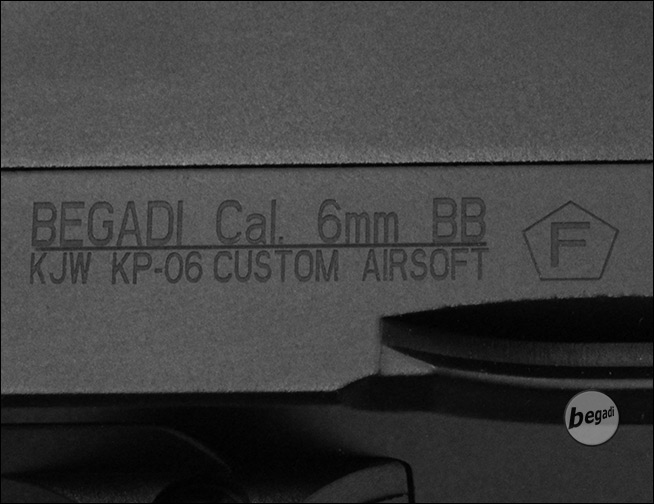 BEGADI Cal. 6mm BB
KJW KP-06 CUSTOM AIRSOFT
F
begadi